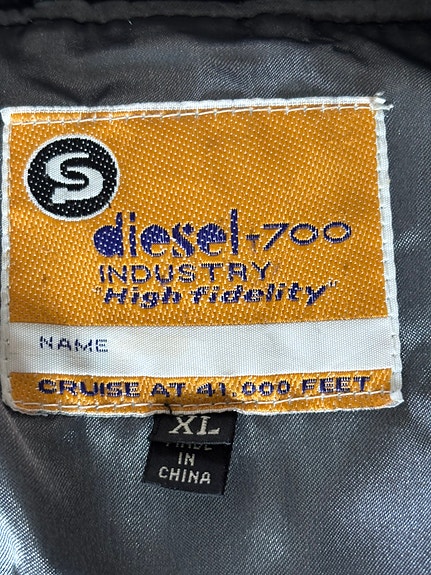 S
diesel-700
INDUSTRY
"High fidelity"
NAME
CRUISE AT 41,000 FEET
XL
MADE
IN
CHINA